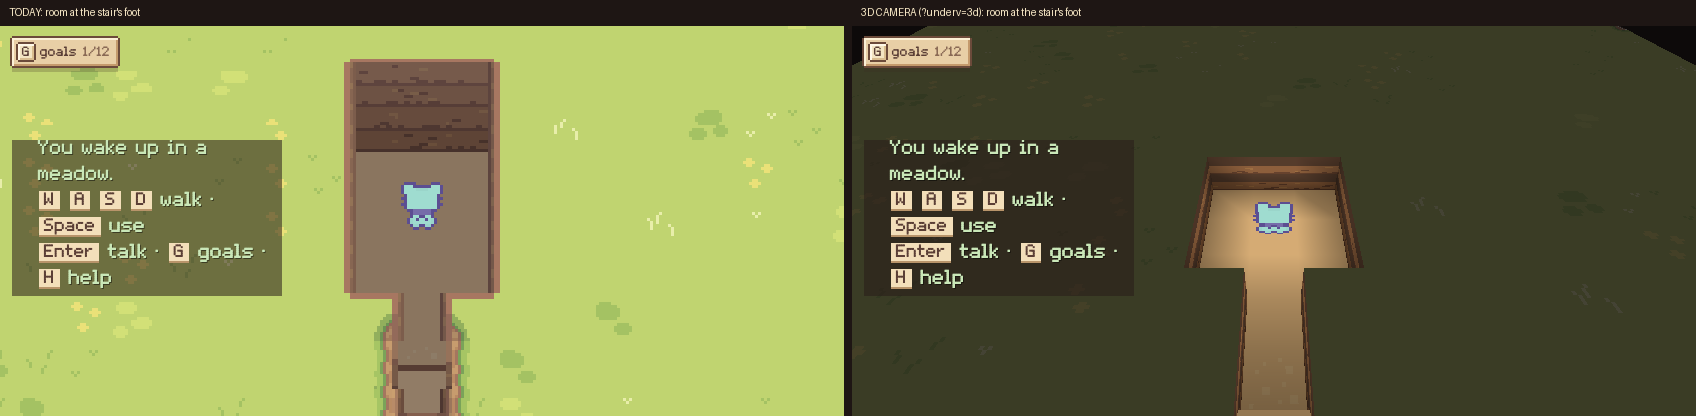 TODAY: room at the stair's foot
G goals 1/12
You wake up in a
meadow.
W A S D walk ·
Space use
Enter talk · G goals ·
H help
3D CAMERA (?underv=3d): room at the stair's foot
G goals 1/12
You wake up in a
meadow.
W A S D walk ·
Space use
Enter talk · G goals ·
H help